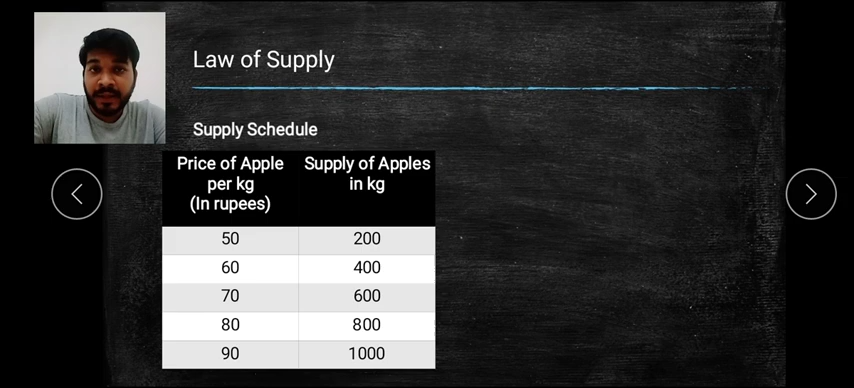 Law of Supply
Supply Schedule
Price of Apple Supply of Apples
per kg in kg
(In rupees)
50 200
60 400
70 600
80 800
90 1000